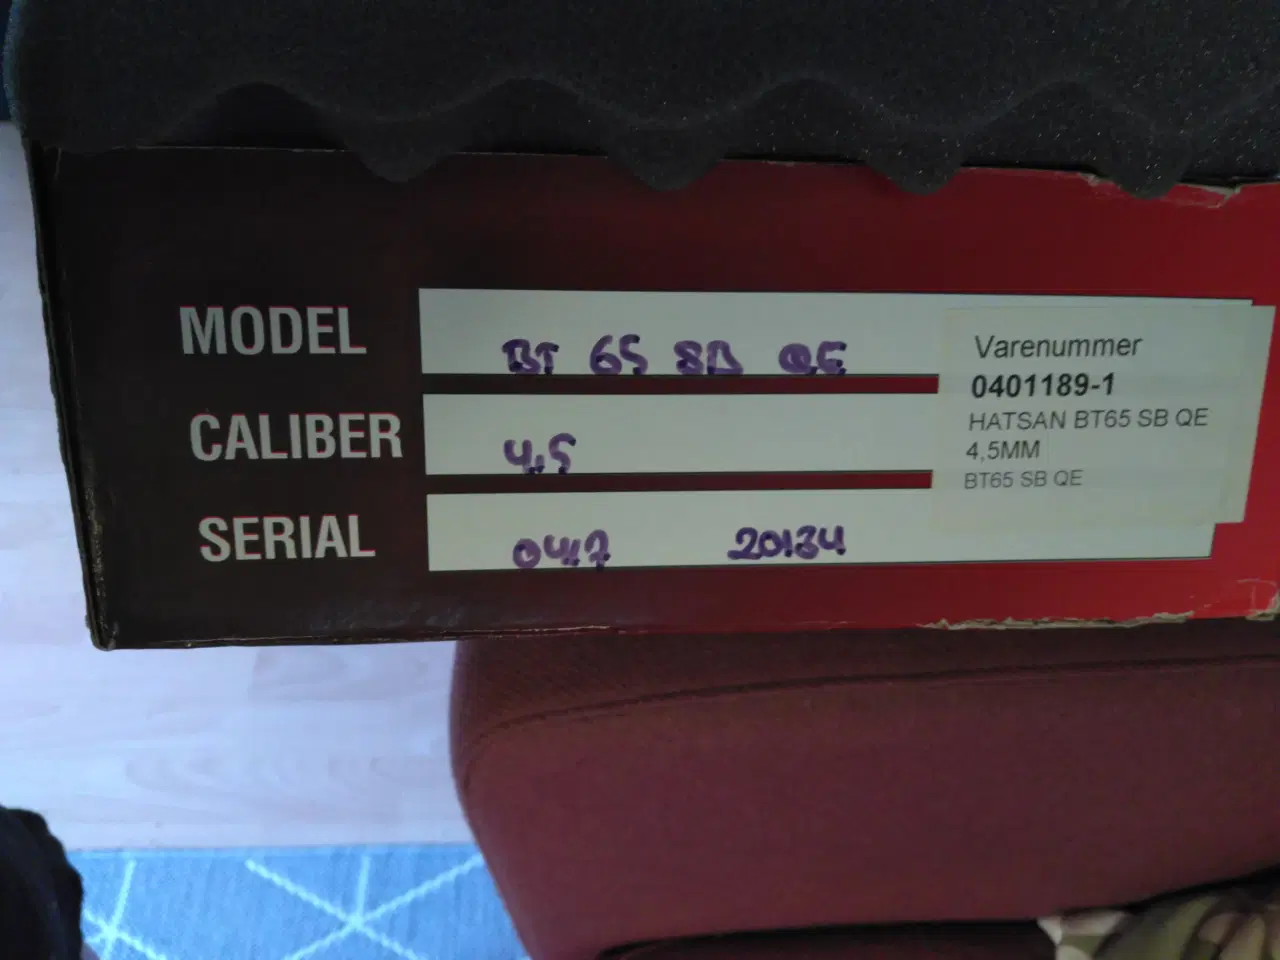 MODEL BT 65 SB QE
CALIBER 4,5
SERIAL 0417 20134
Varenummer
0401189-1
HATSAN BT65 SB QE
4,5MM
BT65 SB QE